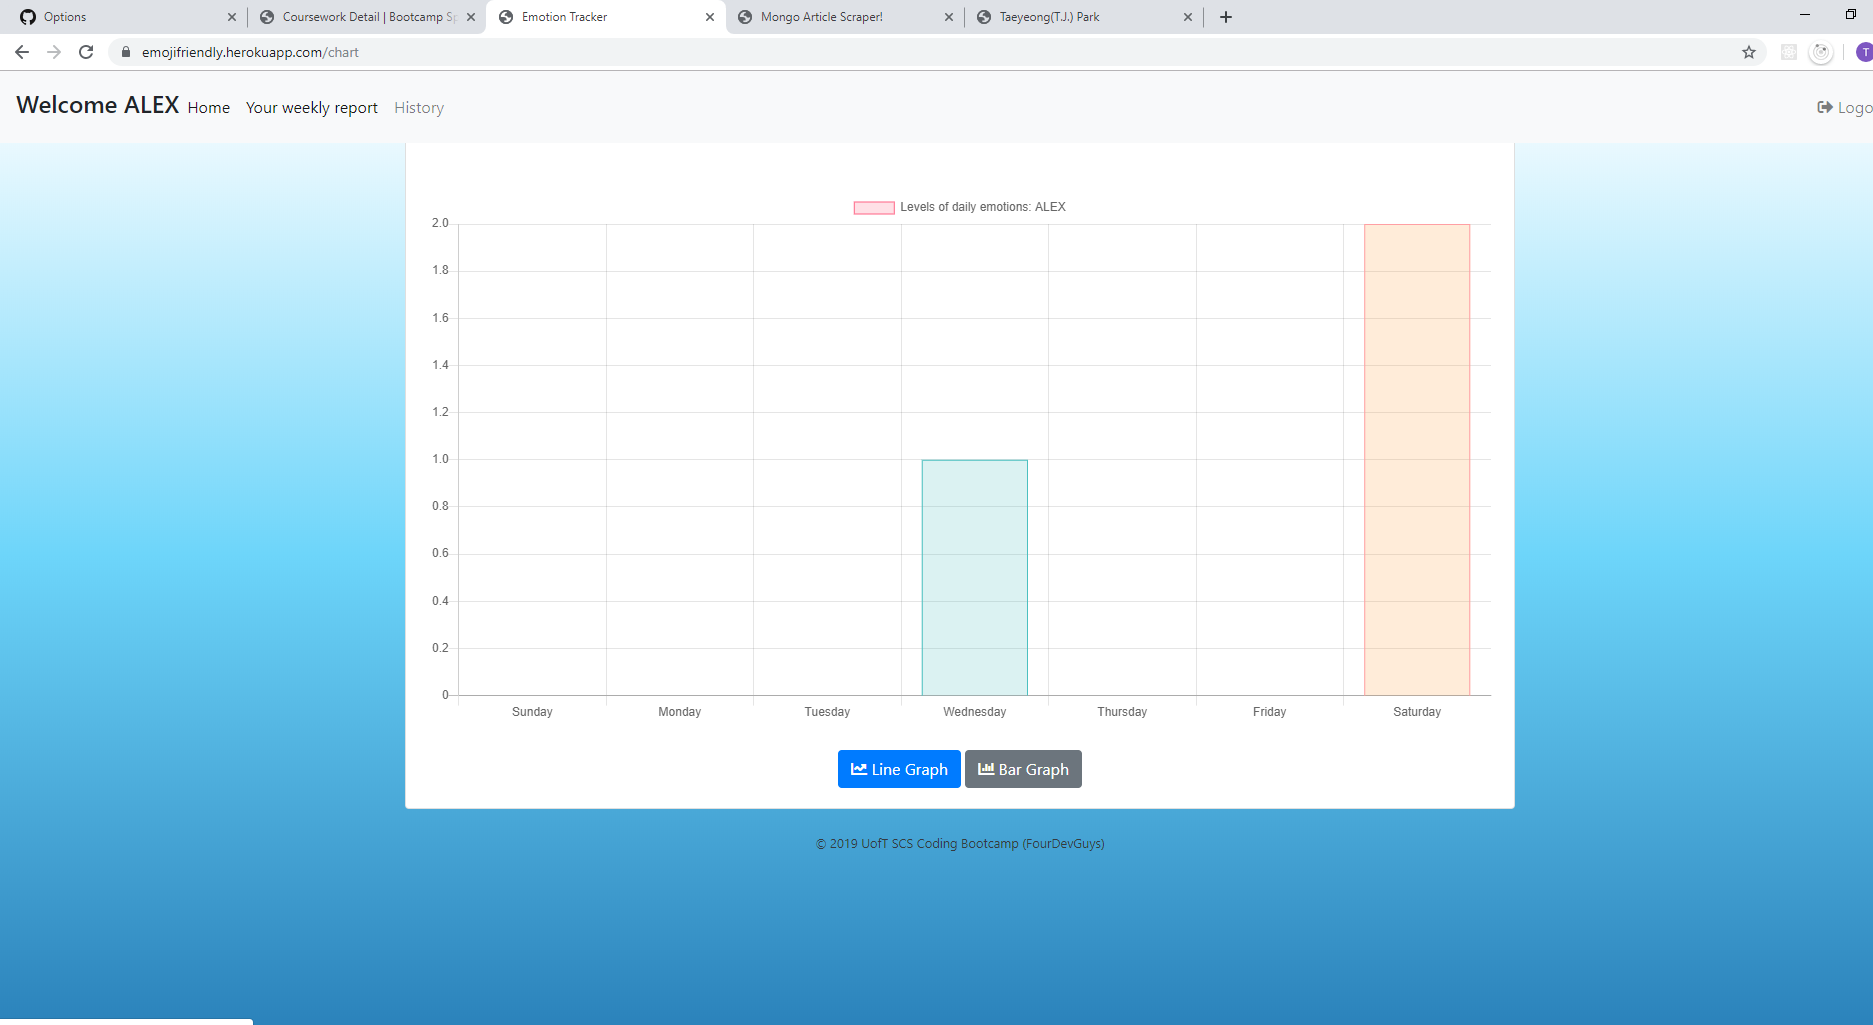 Options
Coursework Detail | Bootcamp Sp
Emotion Tracker
Mongo Article Scraper!
Taeyeong(T.J.) Park
emojifriendly.herokuapp.com/chart
T
Welcome ALEX Home Your weekly report History Logo
Levels of daily emotions: ALEX
2.0
1.8
1.6
1.4
1.2
1.0
0.8
0.6
0.4
0.2
0
Sunday Monday Tuesday Wednesday Thursday Friday Saturday
Line Graph Bar Graph
© 2019 UofT SCS Coding Bootcamp (FourDevGuys)